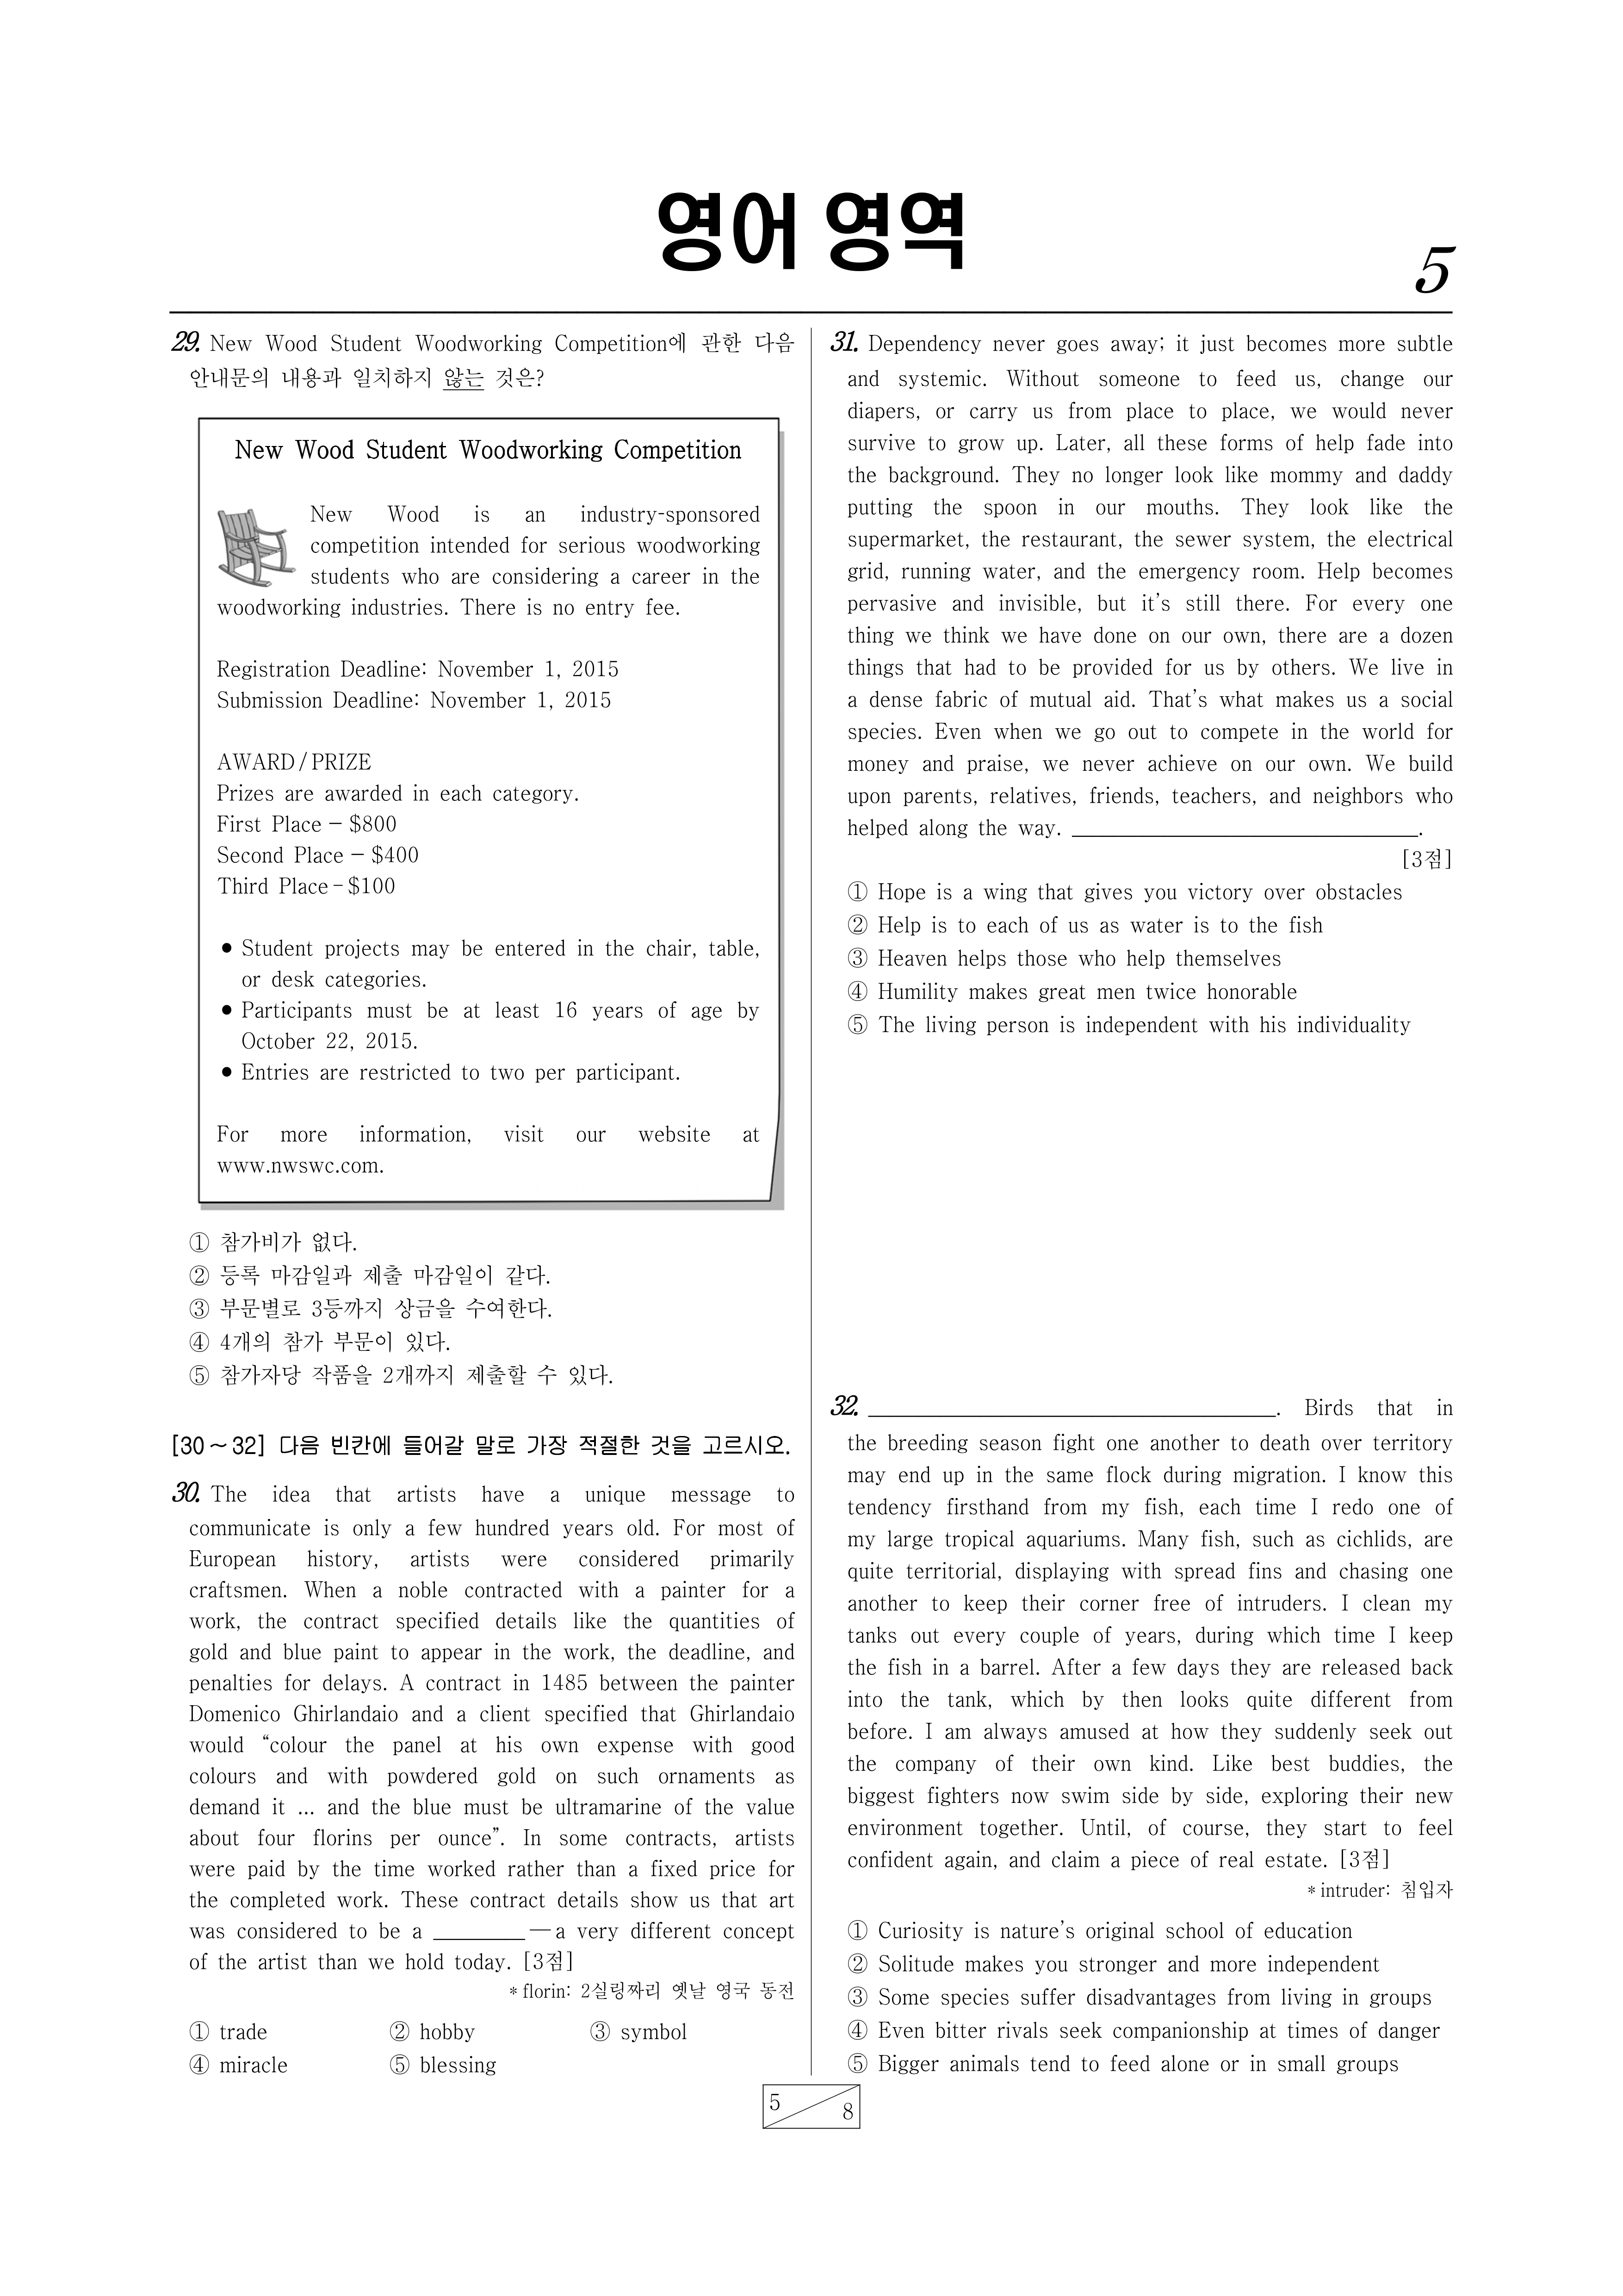 영어 영역
5
29. New Wood Student Woodworking Competition에 관한 다음
안내문의 내용과 일치하지 않는 것은?
New Wood Student Woodworking Competition
New Wood is an industry-sponsored
competition intended for serious woodworking
students who are considering a career in the
woodworking industries. There is no entry fee.
Registration Deadline: November 1, 2015
Submission Deadline: November 1, 2015
AWARD / PRIZE
Prizes are awarded in each category.
First Place - $800
Second Place - $400
Third Place - $100
● Student projects may be entered in the chair, table,
or desk categories.
● Participants must be at least 16 years of age by
October 22, 2015.
● Entries are restricted to two per participant.
For more information, visit our website at
www.nwswc.com.
① 참가비가 없다.
② 등록 마감일과 제출 마감일이 같다.
③ 부문별로 3등까지 상금을 수여한다.
④ 4개의 참가 부문이 있다.
⑤ 참가자당 작품을 2개까지 제출할 수 있다.
[30~32] 다음 빈칸에 들어갈 말로 가장 적절한 것을 고르시오.
30. The idea that artists have a unique message to
communicate is only a few hundred years old. For most of
European history, artists were considered primarily
craftsmen. When a noble contracted with a painter for a
work, the contract specified details like the quantities of
gold and blue paint to appear in the work, the deadline, and
penalties for delays. A contract in 1485 between the painter
Domenico Ghirlandaio and a client specified that Ghirlandaio
would “colour the panel at his own expense with good
colours and with powdered gold on such ornaments as
demand it ... and the blue must be ultramarine of the value
about four florins per ounce”. In some contracts, artists
were paid by the time worked rather than a fixed price for
the completed work. These contract details show us that art
was considered to be a ________ — a very different concept
of the artist than we hold today. [3점]
* florin: 2실링짜리 옛날 영국 동전
① trade ② hobby ③ symbol
④ miracle ⑤ blessing
31. Dependency never goes away; it just becomes more subtle
and systemic. Without someone to feed us, change our
diapers, or carry us from place to place, we would never
survive to grow up. Later, all these forms of help fade into
the background. They no longer look like mommy and daddy
putting the spoon in our mouths. They look like the
supermarket, the restaurant, the sewer system, the electrical
grid, running water, and the emergency room. Help becomes
pervasive and invisible, but it’s still there. For every one
thing we think we have done on our own, there are a dozen
things that had to be provided for us by others. We live in
a dense fabric of mutual aid. That’s what makes us a social
species. Even when we go out to compete in the world for
money and praise, we never achieve on our own. We build
upon parents, relatives, friends, teachers, and neighbors who
helped along the way. ________________________.
[3점]
① Hope is a wing that gives you victory over obstacles
② Help is to each of us as water is to the fish
③ Heaven helps those who help themselves
④ Humility makes great men twice honorable
⑤ The living person is independent with his individuality
32. ________________________. Birds that in
the breeding season fight one another to death over territory
may end up in the same flock during migration. I know this
tendency firsthand from my fish, each time I redo one of
my large tropical aquariums. Many fish, such as cichlids, are
quite territorial, displaying with spread fins and chasing one
another to keep their corner free of intruders. I clean my
tanks out every couple of years, during which time I keep
the fish in a barrel. After a few days they are released back
into the tank, which by then looks quite different from
before. I am always amused at how they suddenly seek out
the company of their own kind. Like best buddies, the
biggest fighters now swim side by side, exploring their new
environment together. Until, of course, they start to feel
confident again, and claim a piece of real estate. [3점]
* intruder: 침입자
① Curiosity is nature’s original school of education
② Solitude makes you stronger and more independent
③ Some species suffer disadvantages from living in groups
④ Even bitter rivals seek companionship at times of danger
⑤ Bigger animals tend to feed alone or in small groups
5
8